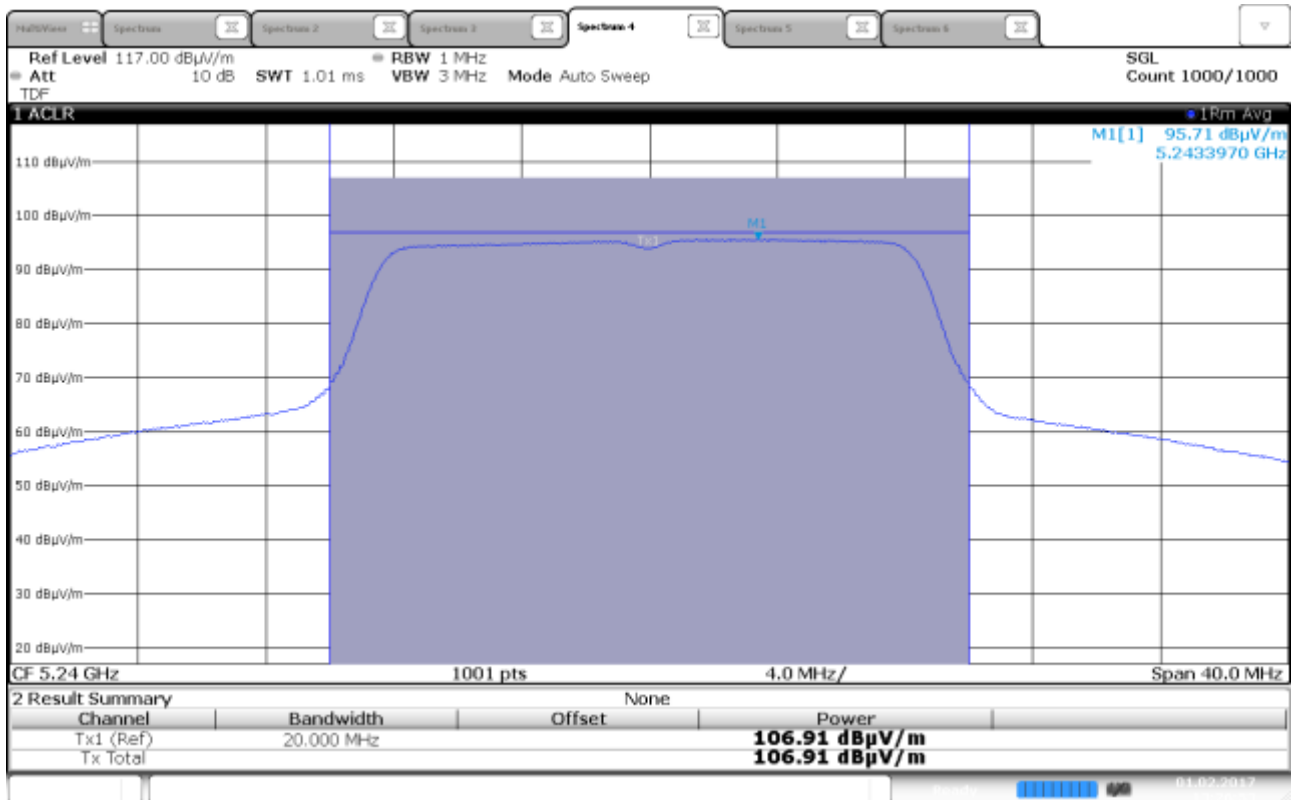 MultiView Spectrum Spectrum 2 Spectrum 3 Spectrum 4 Spectrum 5 Spectrum 6
Ref Level 117.00 dBµV/m RBW 1 MHz SGL
Att 10 dB SWT 1.01 ms VBW 3 MHz Mode Auto Sweep Count 1000/1000
TDF
1 ACLR 1Rm Avg
M1[1] 95.71 dBµV/m
5.2433970 GHz
110 dBµV/m
100 dBµV/m
M1
Tx1
90 dBµV/m
80 dBµV/m
70 dBµV/m
60 dBµV/m
50 dBµV/m
40 dBµV/m
30 dBµV/m
20 dBµV/m
CF 5.24 GHz 1001 pts 4.0 MHz/ Span 40.0 MHz
2 Result Summary None
Channel Bandwidth Offset Power
Tx1 (Ref) 20.000 MHz 106.91 dBµV/m
Tx Total 106.91 dBµV/m
Ready 01.02.2017